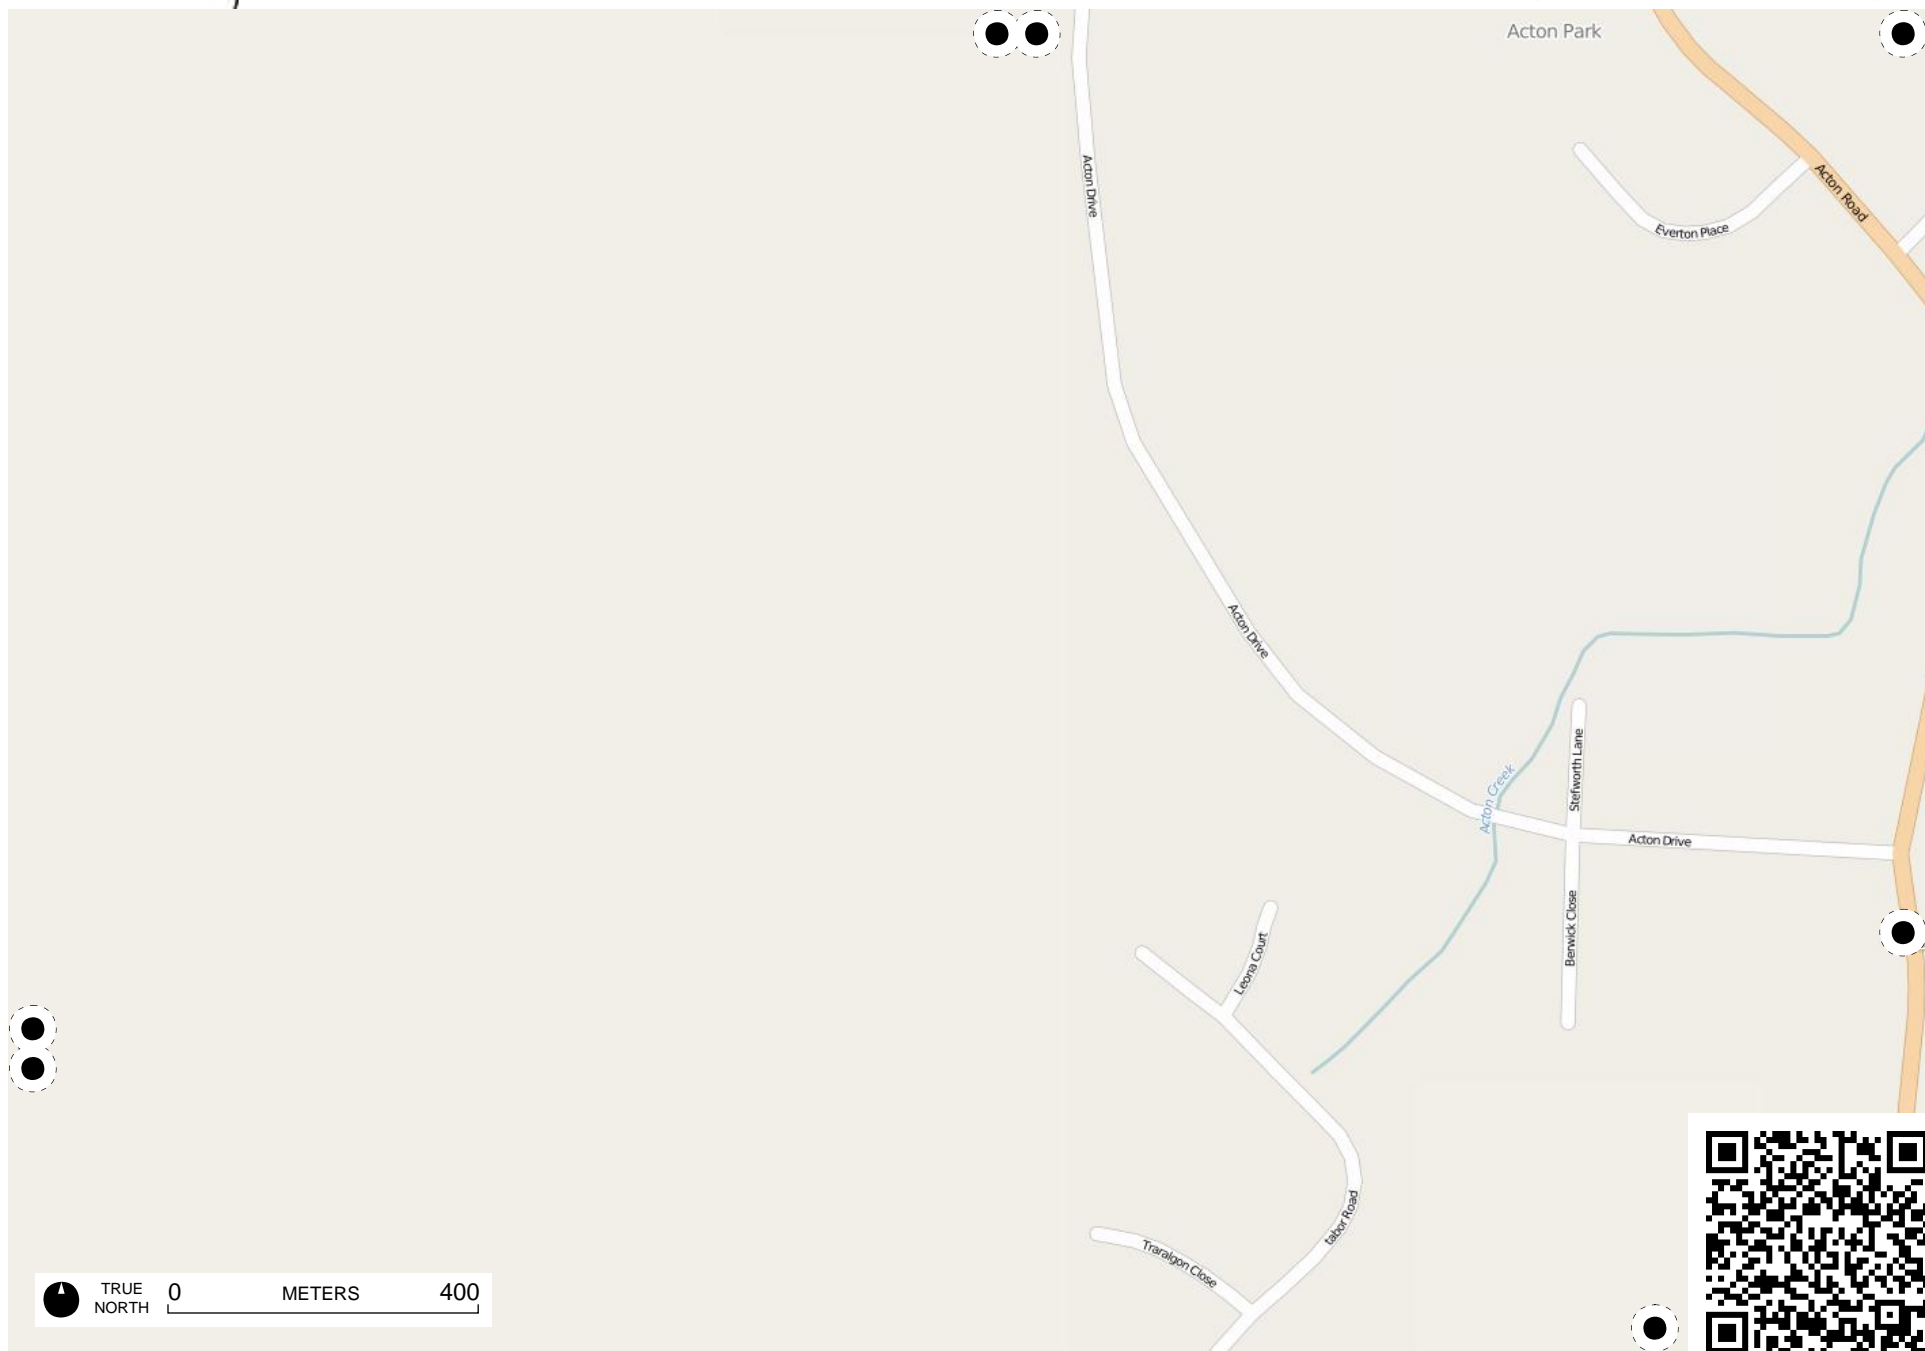 Acton Park
Acton Drive
Acton Road
Everton Place
Acton Drive
Stefworth Lane
Acton Creek
Acton Drive
Berwick Close
Leona Court
tabor Road
Traralgon Close
TRUE
NORTH
0 METERS 400